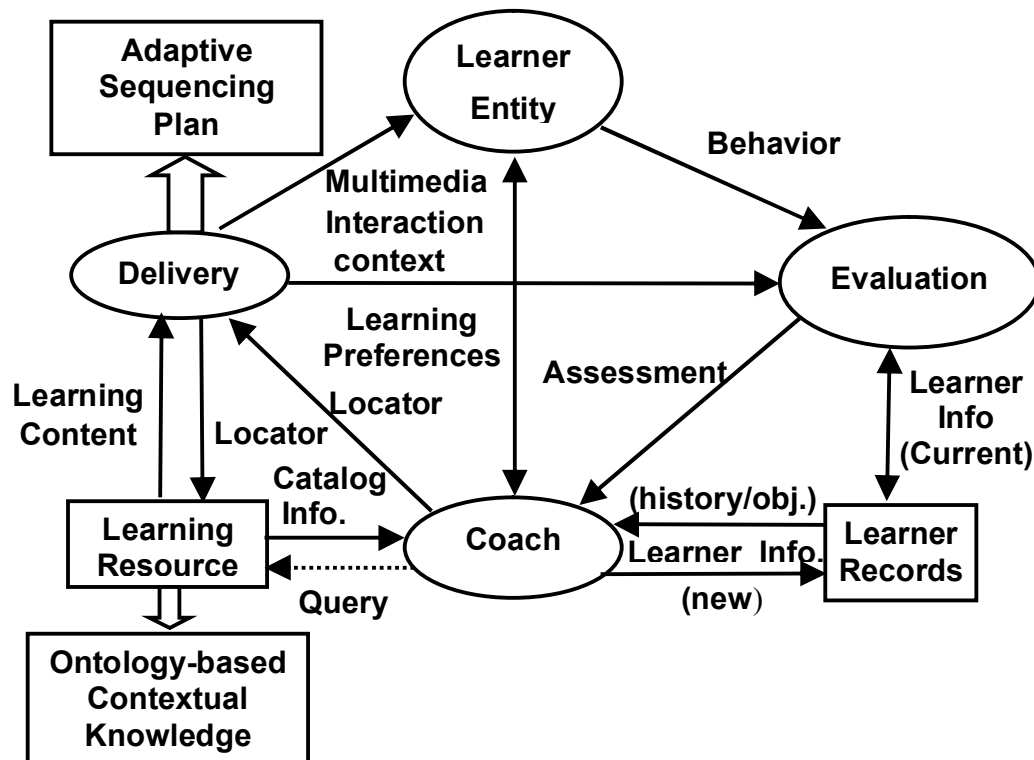 Adaptive
Sequencing
Plan
Learner
Entity
Behavior
Multimedia
Interaction
context
Delivery
Evaluation
Learning
Preferences
Assessment
Learner
Info
(Current)
Learning
Content
Locator
Locator
Catalog
Info.
(history/obj.)
Learning
Resource
Coach
Learner Info.
Learner
Records
Query
(new)
Ontology-based
Contextual
Knowledge